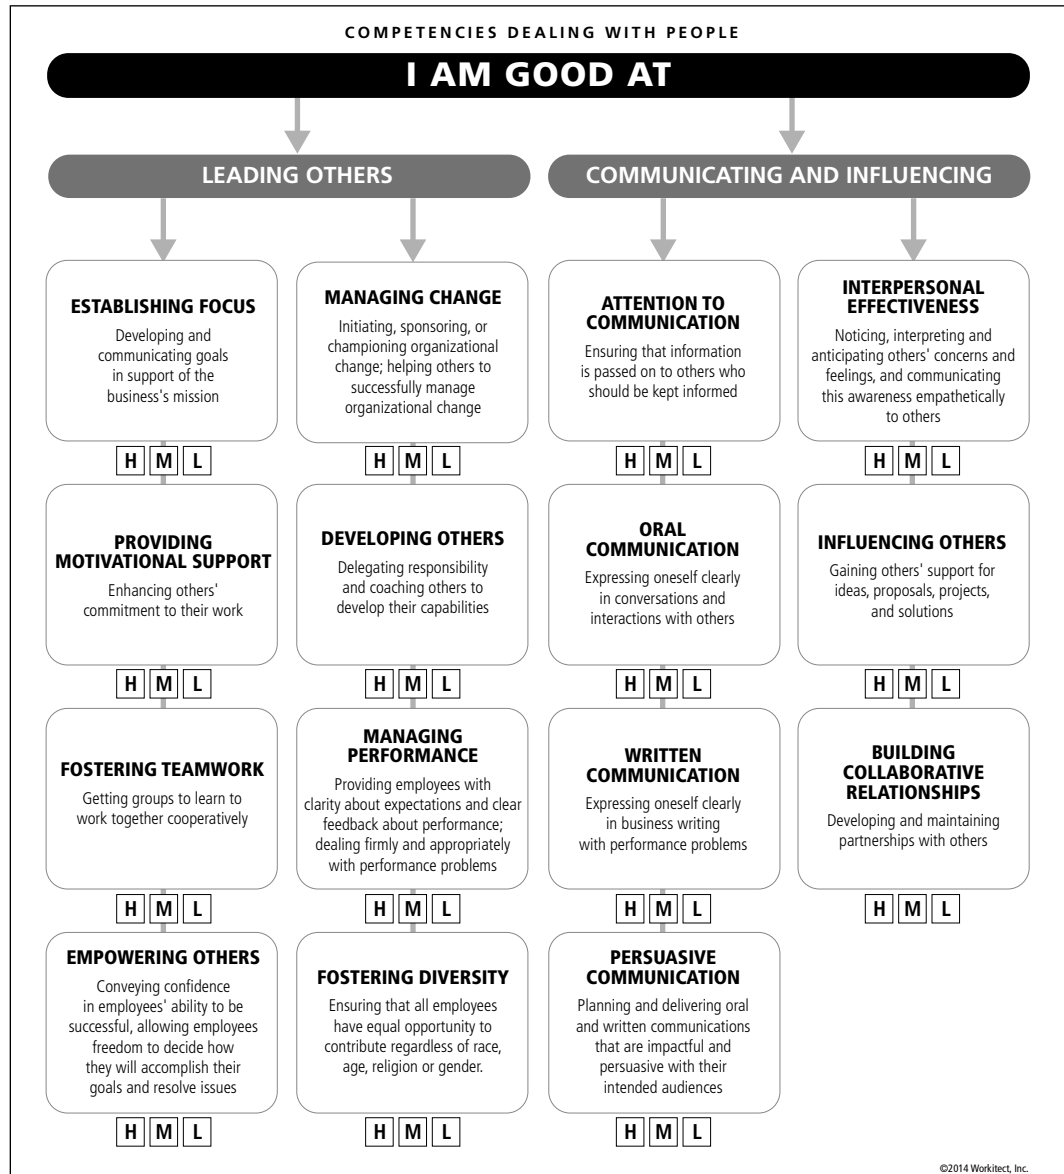 COMPETENCIES DEALING WITH PEOPLE
I AM GOOD AT
LEADING OTHERS
COMMUNICATING AND INFLUENCING
ESTABLISHING FOCUS
Developing and
communicating goals
in support of the
business's mission
H M L
PROVIDING
MOTIVATIONAL SUPPORT
Enhancing others'
commitment to their work
H M L
FOSTERING TEAMWORK
Getting groups to learn to
work together cooperatively
H M L
EMPOWERING OTHERS
Conveying confidence
in employees' ability to be
successful, allowing employees
freedom to decide how
they will accomplish their
goals and resolve issues
H M L
MANAGING CHANGE
Initiating, sponsoring, or
championing organizational
change; helping others to
successfully manage
organizational change
H M L
DEVELOPING OTHERS
Delegating responsibility
and coaching others to
develop their capabilities
H M L
MANAGING
PERFORMANCE
Providing employees with
clarity about expectations and clear
feedback about performance;
dealing firmly and appropriately
with performance problems
H M L
FOSTERING DIVERSITY
Ensuring that all employees
have equal opportunity to
contribute regardless of race,
age, religion or gender.
H M L
ATTENTION TO
COMMUNICATION
Ensuring that information
is passed on to others who
should be kept informed
H M L
ORAL
COMMUNICATION
Expressing oneself clearly
in conversations and
interactions with others
H M L
WRITTEN
COMMUNICATION
Expressing oneself clearly
in business writing
with performance problems
H M L
PERSUASIVE
COMMUNICATION
Planning and delivering oral
and written communications
that are impactful and
persuasive with their
intended audiences
H M L
INTERPERSONAL
EFFECTIVENESS
Noticing, interpreting and
anticipating others' concerns and
feelings, and communicating
this awareness empathetically
to others
H M L
INFLUENCING OTHERS
Gaining others' support for
ideas, proposals, projects,
and solutions
H M L
BUILDING
COLLABORATIVE
RELATIONSHIPS
Developing and maintaining
partnerships with others
H M L
©2014 Workitect, Inc.